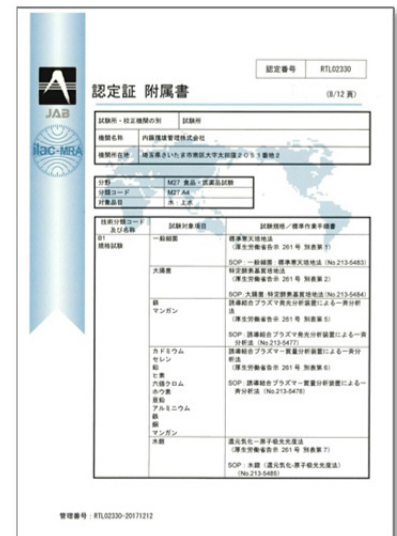 認定番号 RTL02330
JAB
認定証 附属書
(8/12 頁)
ilac-MRA
試験所・校正機関の別 試験所
機関名称 内藤環境管理株式会社
機関所在地 埼玉県さいたま市南区大字太田窪2051番地2
分野 M27 食品・医薬品試験
分類コード M27.A4
対象品目 水:上水
技術分類コード及び名称 試験対象項目 試験規格/標準作業手順書
B1 規格試験
一般細菌 標準寒天培地法
(厚生労働省告示 261 号 別表第 1)
SOP:一般細菌:標準寒天培地法 (No.213-5483)
大腸菌 特定酵素基質培地法
(厚生労働省告示 261 号 別表第 2)
SOP:大腸菌 特定酵素基質培地法 (No.213-5484)
鉄 誘導結合プラズマ発光分析装置による一斉分析法
マンガン
(厚生労働省告示 261 号 別表第 5)
SOP:誘導結合プラズマ発光分析装置による一斉分析法 (No.213-5477)
カドミウム 誘導結合プラズマー質量分析装置による一斉分析法
セレン
鉛 (厚生労働省告示 261 号 別表第 6)
ヒ素
六価クロム SOP:誘導結合プラズマー質量分析装置による一斉分析法 (No.213-5478)
ホウ素
亜鉛
アルミニウム
鉄
銅
マンガン
水銀 還元気化-原子吸光光度法
(厚生労働省告示 261 号 別表第 7)
SOP:水銀 (還元気化-原子吸光光度法)
(No.213-5485)
管理番号:RTL02330-20171212